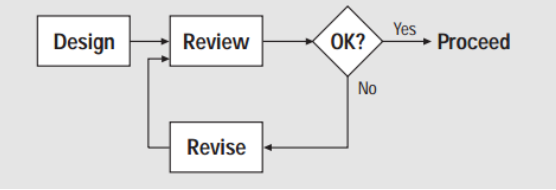 Design
Review
OK?
Yes
Proceed
No
Revise